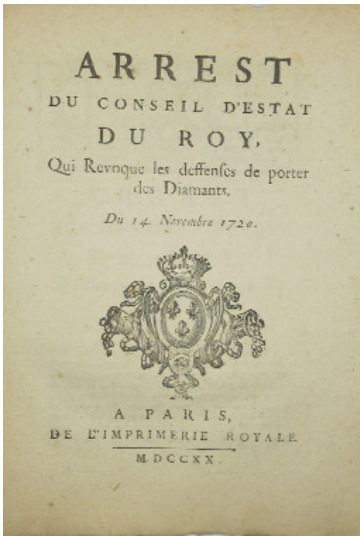 ARREST
DU CONSEIL D'ESTAT
DU ROY,
Qui Revoque les deffenses de porter
des Diamants.
Du 14. Novembre 1720.
A PARIS,
DE L'IMPRIMERIE ROYALE.
M. DCCXX.